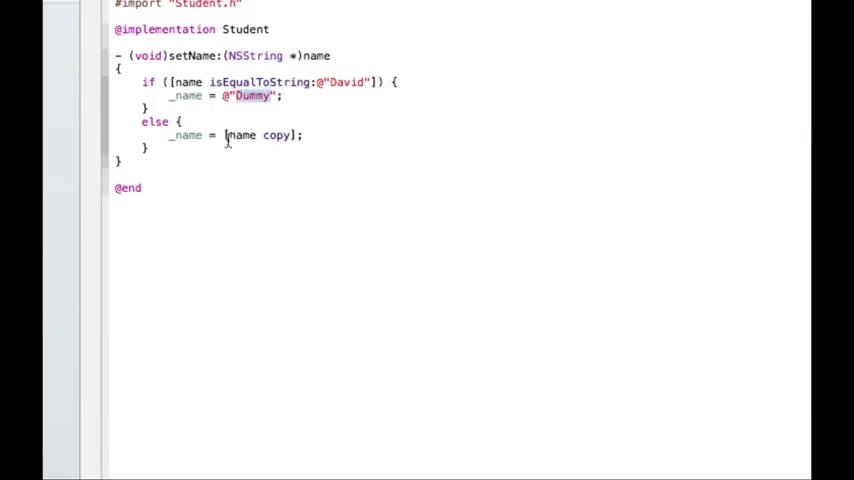 #import "Student.h"
@implementation Student
- (void)setName:(NSString *)name
{
if ([name isEqualToString:@"David"]) {
_name = @"Dummy";
}
else {
_name = [name copy];
}
}
@end